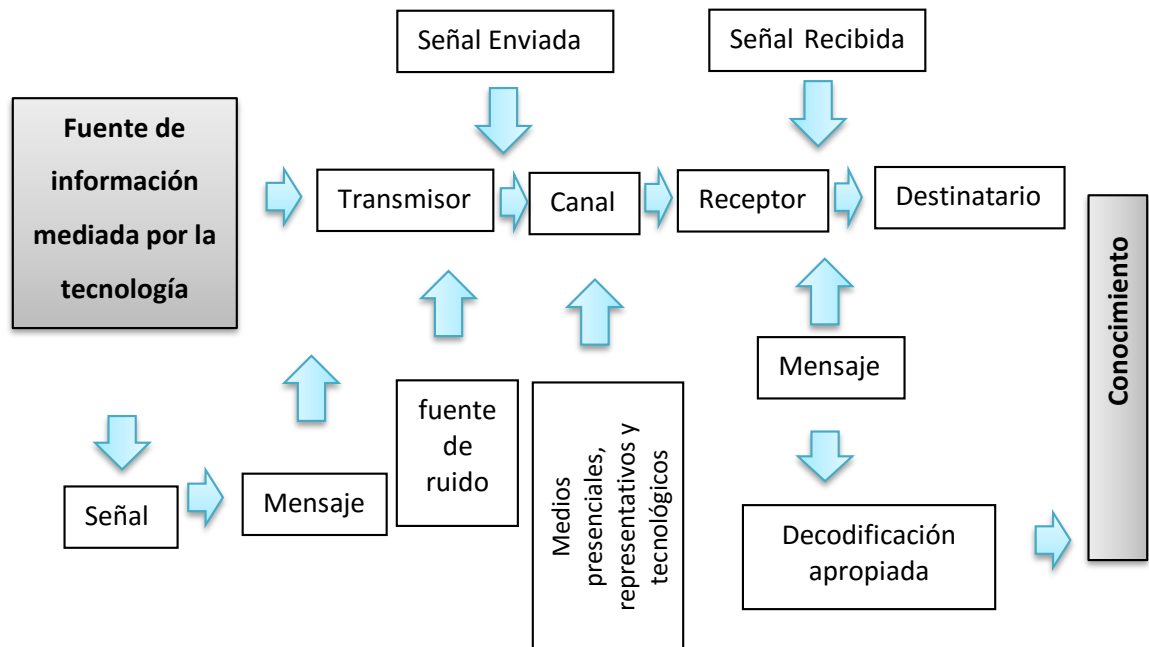 Señal Enviada
Señal Recibida
Fuente de
información
mediada por la
tecnología
Transmisor
Canal
Receptor
Destinatario
Conocimiento
Mensaje
fuente
de
ruido
Medios
presenciales,
representativos y
tecnológicos
Señal
Mensaje
Decodificación
apropiada